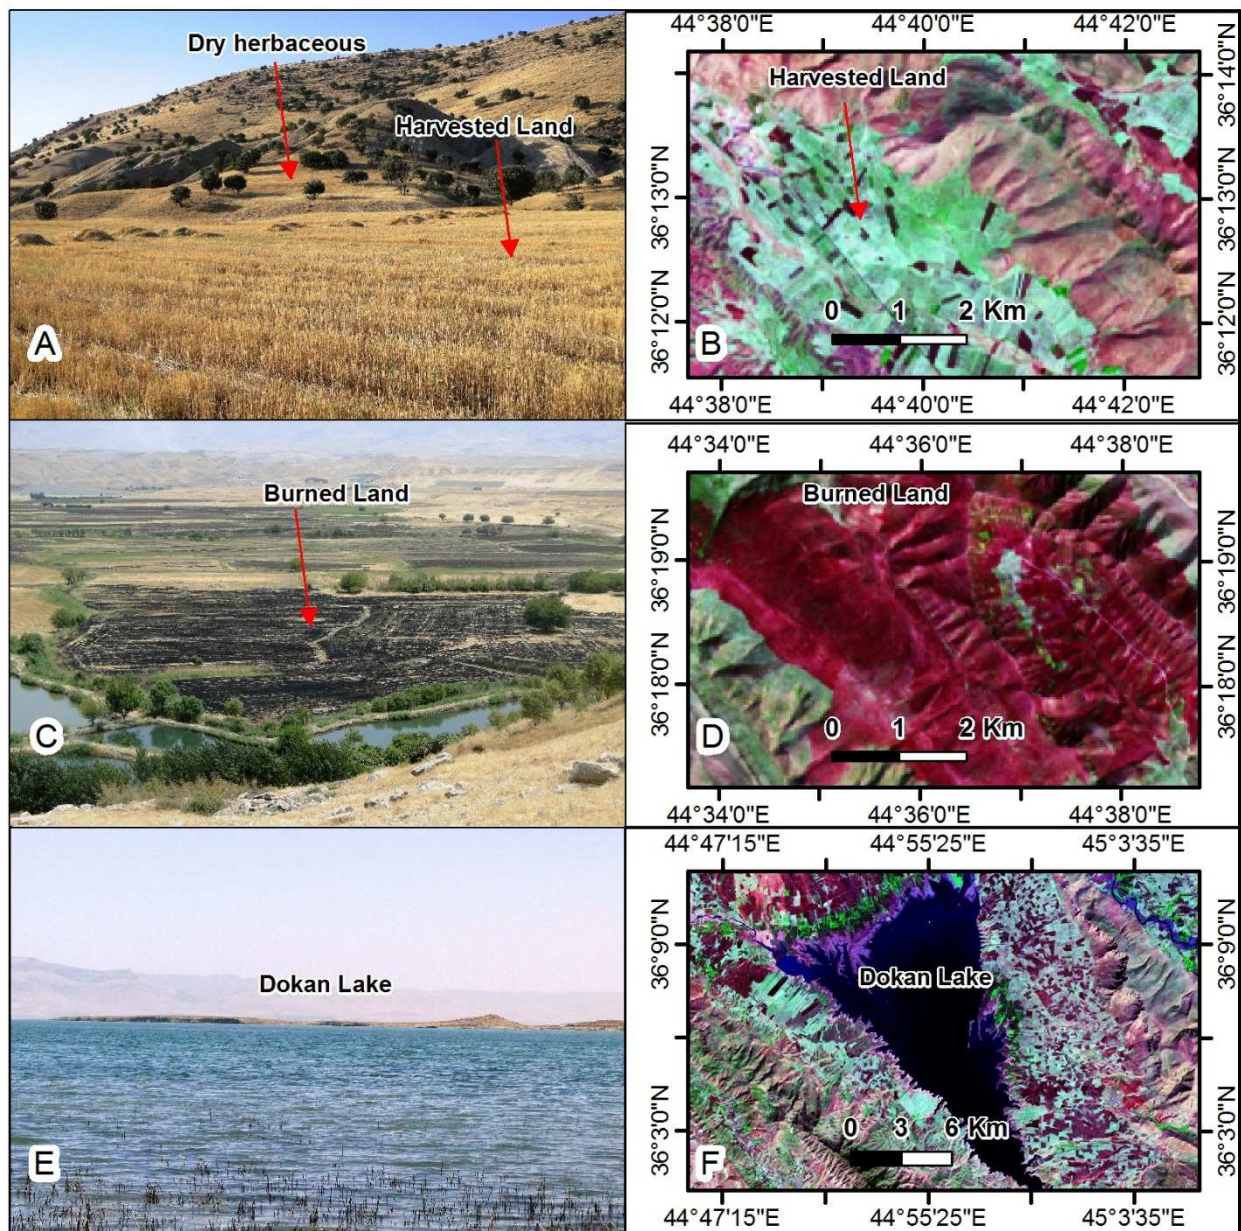 Dry herbaceous
Harvested Land
A
44°38'0"E 44°40'0"E 44°42'0"E
Harvested Land
36°14'0"N
36°13'0"N
36°13'0"N
36°12'0"N
36°12'0"N
0 1 2 Km
B
44°38'0"E 44°40'0"E 44°42'0"E
Burned Land
C
44°34'0"E 44°36'0"E 44°38'0"E
Burned Land
36°19'0"N
36°19'0"N
36°18'0"N
36°18'0"N
0 1 2 Km
D
44°34'0"E 44°36'0"E 44°38'0"E
Dokan Lake
E
44°47'15"E 44°55'25"E 45°3'35"E
36°9'0"N
36°9'0"N
Dokan Lake
36°3'0"N
36°3'0"N
0 3 6 Km
F
44°47'15"E 44°55'25"E 45°3'35"E